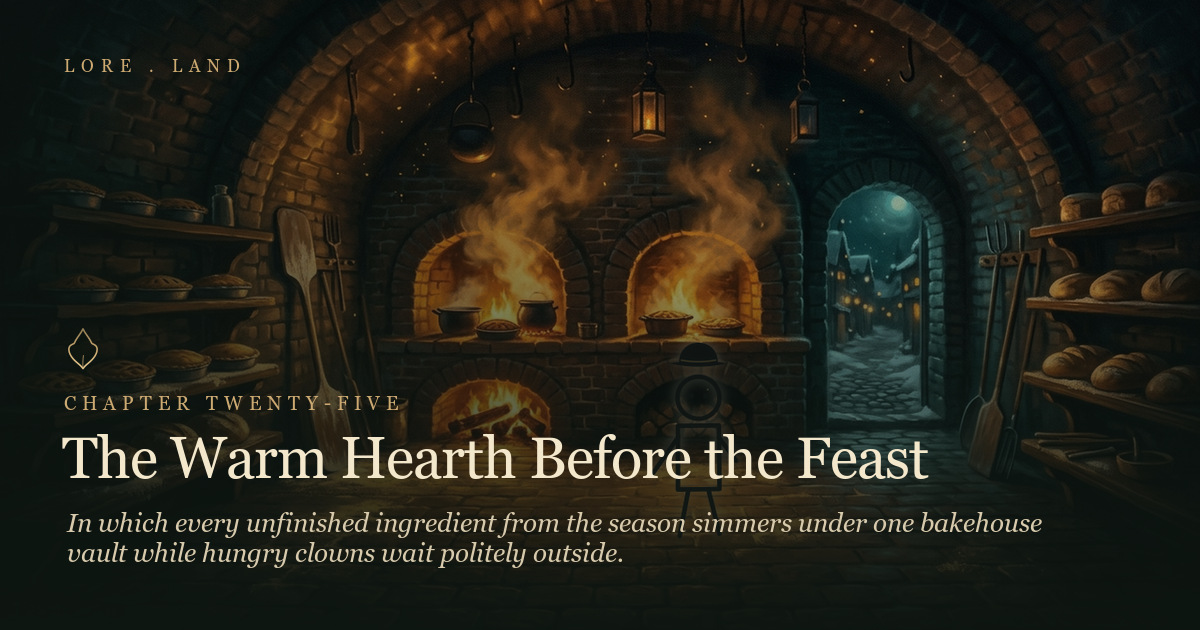 LORE . LAND
CHAPTER TWENTY-FIVE
The Warm Hearth Before the Feast
In which every unfinished ingredient from the season simmers under one bakehouse
vault while hungry clowns wait politely outside.